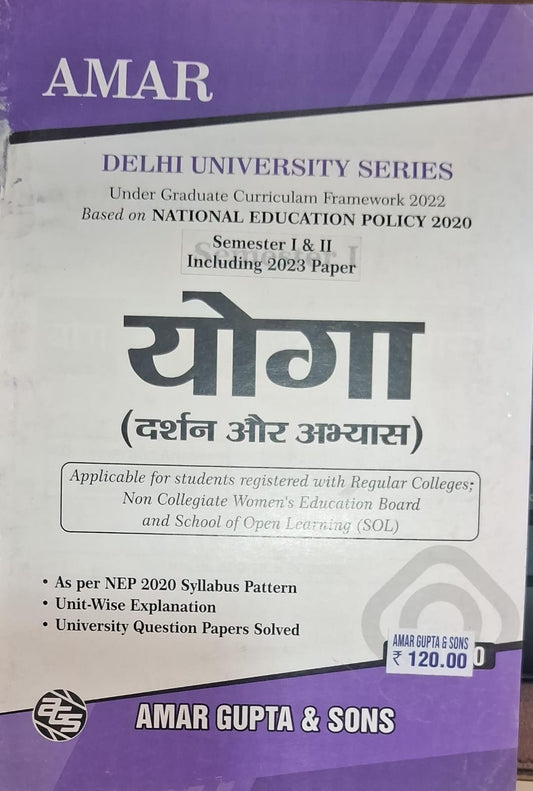 AMAR
DELHI UNIVERSITY SERIES
Under Graduate Curriculam Framework 2022
Based on NATIONAL EDUCATION POLICY 2020
Semester I & II
Including 2023 Paper
योगा
(दर्शन और अभ्यास)
Applicable for students registered with Regular Colleges;
Non Collegiate Women's Education Board
and School of Open Learning (SOL)
• As per NEP 2020 Syllabus Pattern
• Unit-Wise Explanation
• University Question Papers Solved
AMAR GUPTA & SONS
₹ 120.00
0
ags
AMAR GUPTA & SONS